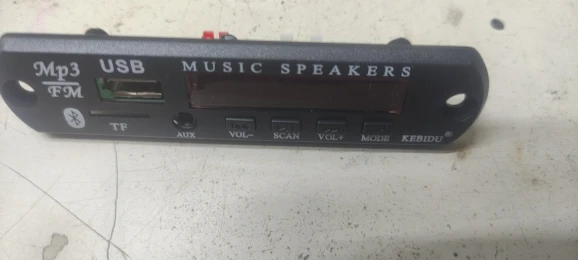 Mp3 USB MUSIC SPEAKERS
FM
TF AUX VOL- SCAN VOL+ MODE KEBIDU®